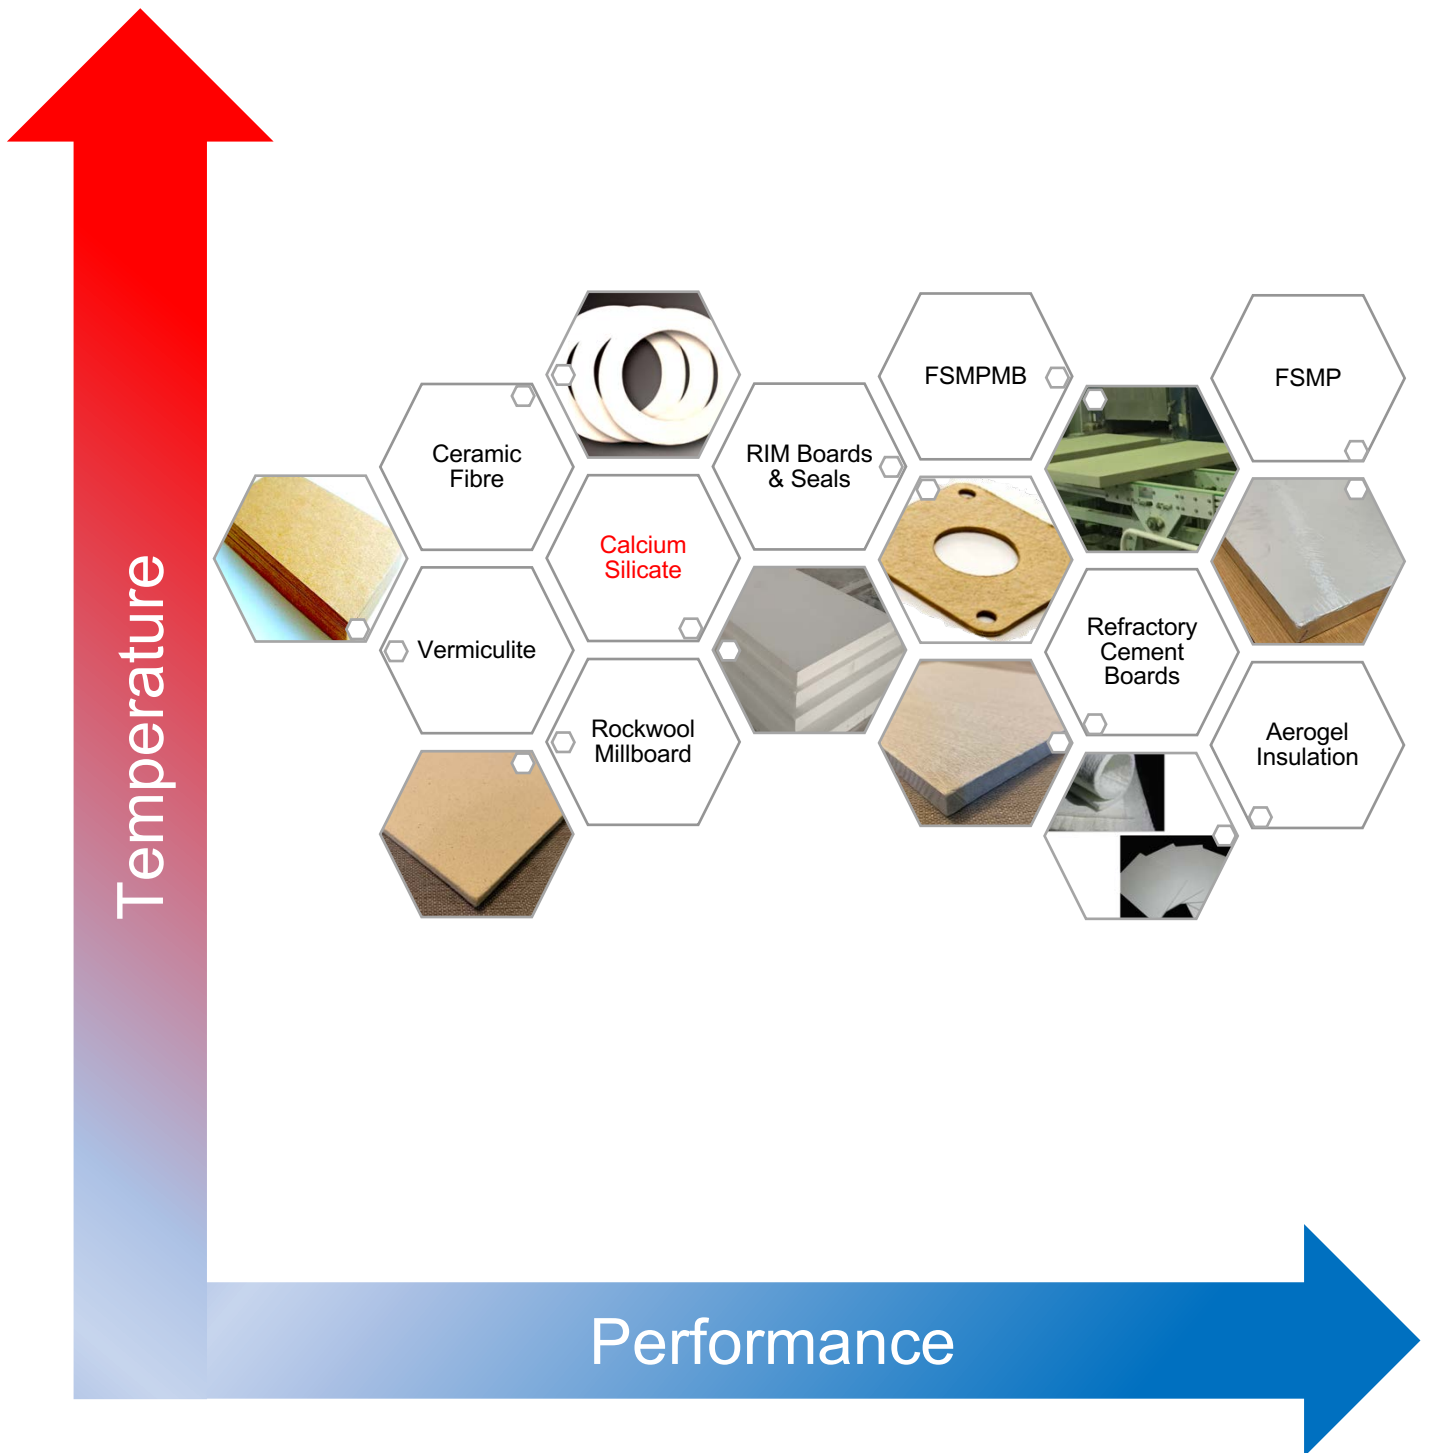 Temperature
FSMPMB
FSMP
Ceramic
Fibre
RIM Boards
& Seals
Calcium
Silicate
Vermiculite
Refractory
Cement
Boards
Rockwool
Millboard
Aerogel
Insulation
Performance